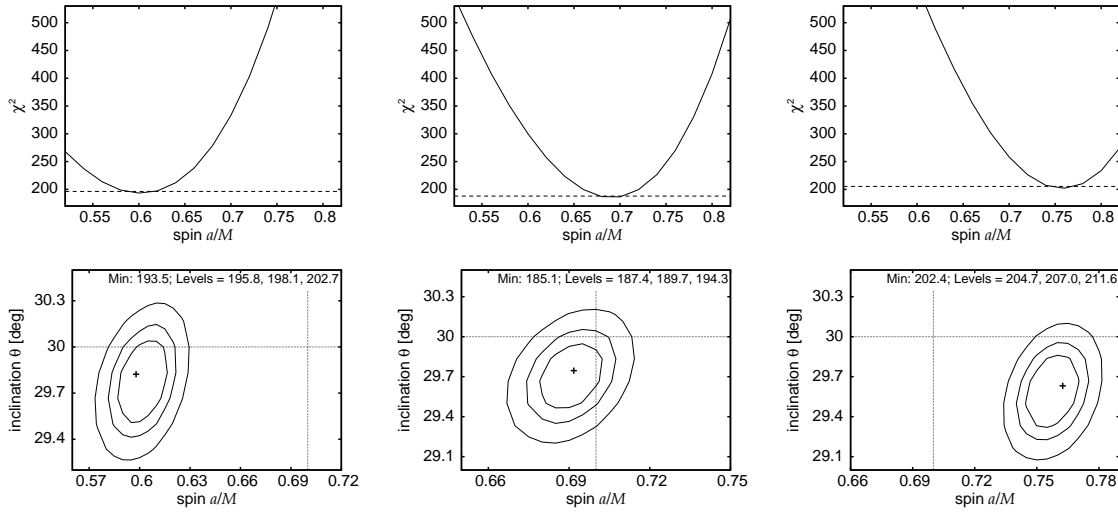 500
450
400
350
300
250
200
χ²
0.55 0.6 0.65 0.7 0.75 0.8
spin a/M
500
450
400
350
300
250
200
χ²
0.55 0.6 0.65 0.7 0.75 0.8
spin a/M
500
450
400
350
300
250
200
χ²
0.55 0.6 0.65 0.7 0.75 0.8
spin a/M
Min: 193.5; Levels = 195.8, 198.1, 202.7
30.3
30
29.7
29.4
inclination θ [deg]
0.57 0.6 0.63 0.66 0.69 0.72
spin a/M
Min: 185.1; Levels = 187.4, 189.7, 194.3
30.3
30
29.7
29.4
29.1
inclination θ [deg]
0.66 0.69 0.72 0.75
spin a/M
Min: 202.4; Levels = 204.7, 207.0, 211.6
30.3
30
29.7
29.4
29.1
inclination θ [deg]
0.66 0.69 0.72 0.75 0.78
spin a/M